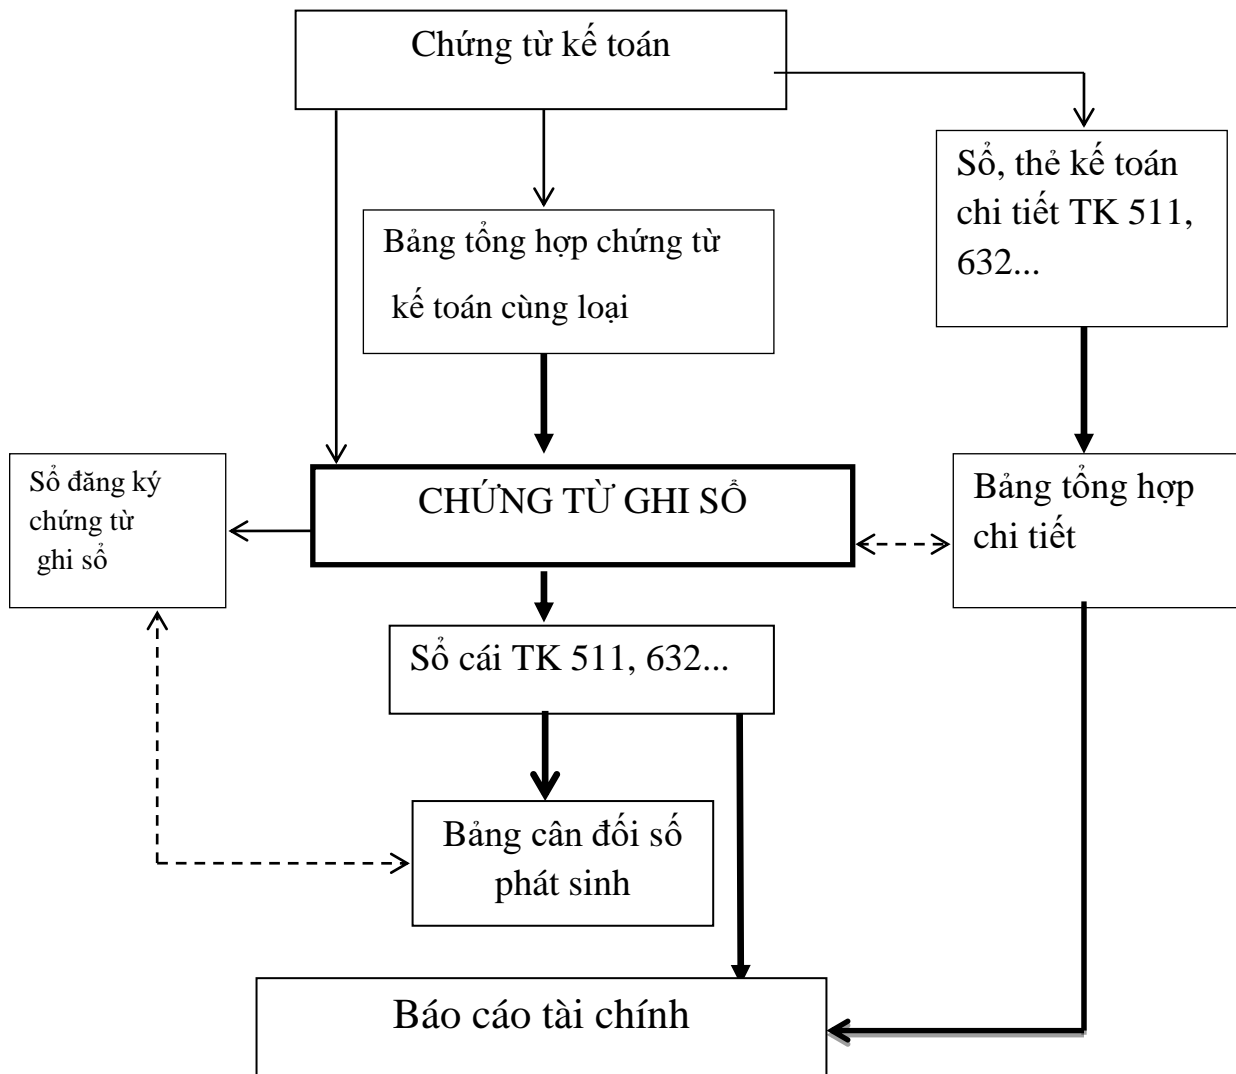 Chứng từ kế toán
Sổ, thẻ kế toán
chi tiết TK 511,
632...
Bảng tổng hợp chứng từ
kế toán cùng loại
Sổ đăng ký
chứng từ
ghi sổ
CHỨNG TỪ GHI SỔ
Bảng tổng hợp
chi tiết
Sổ cái TK 511, 632...
Bảng cân đối số
phát sinh
Báo cáo tài chính